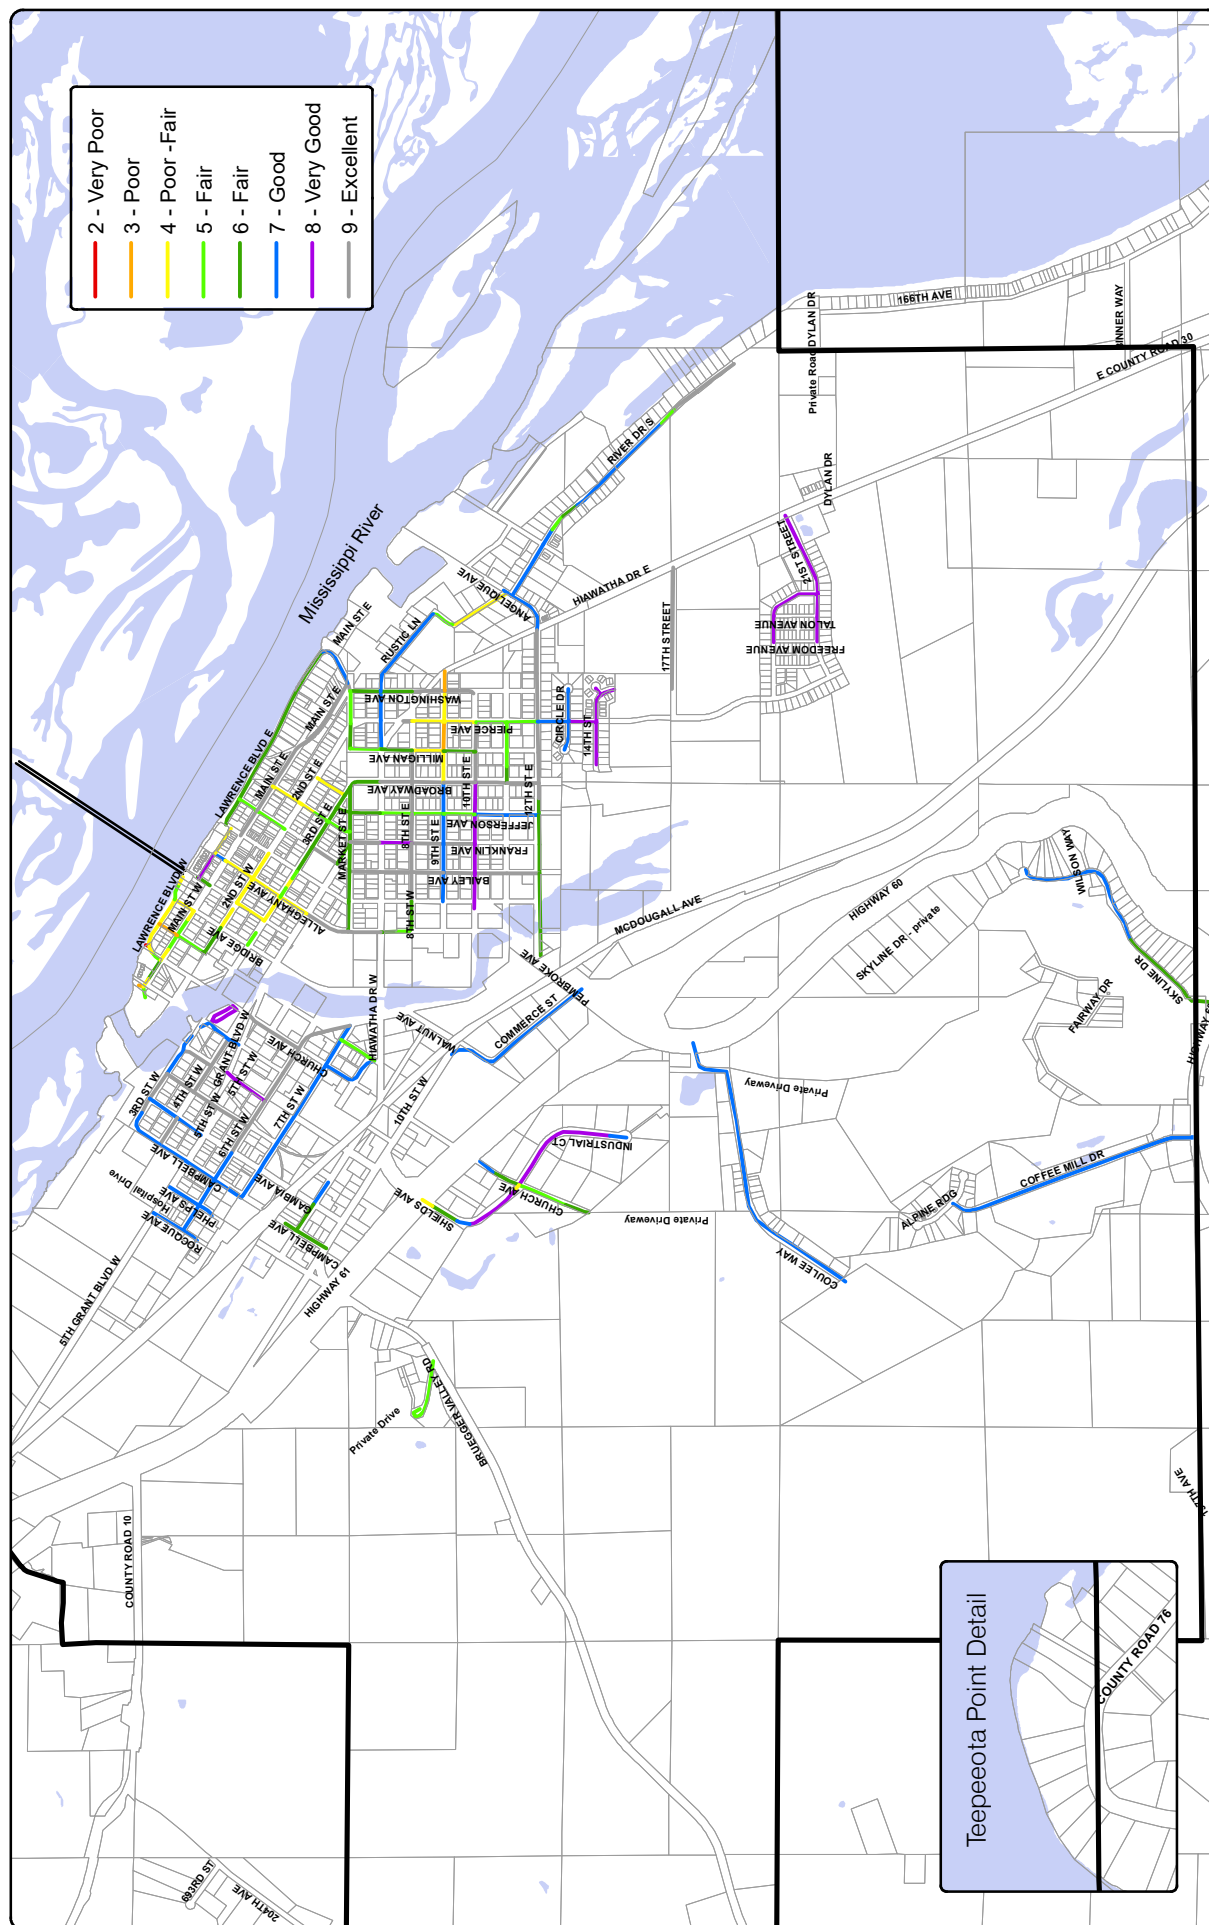 2 - Very Poor
3 - Poor
4 - Poor -Fair
5 - Fair
6 - Fair
7 - Good
8 - Very Good
9 - Excellent
Mississippi River
166TH AVE
DYLAN DR
Private Road
E COUNTY ROAD 30
DYLAN DR
RIVER DR S
ANGELIQUE AVE
HIAWATHA DR E
21ST STREET
TALON AVENUE
FREEDOM AVENUE
17TH STREET
MAIN ST E
RUSTIC LN
WASHINGTON AVE
PIERCE AVE
CIRCLE DR
14TH ST
MILLIGAN AVE
LAWRENCE BLVD E
MAIN ST E
MAIN ST E
2ND ST E
3RD ST E
MARKET ST E
BROADWAY AVE
10TH ST E
12TH ST E
8TH ST E
9TH ST E
JEFFERSON AVE
FRANKLIN AVE
BAILEY AVE
8TH ST W
LAWRENCE BLVD W
LAWRENCE BLVD W
MAIN ST W
2ND ST W
ALLEGHANY AVE
BRIDGE AVE
MCDOUGALL AVE
HIGHWAY 60
SKYLINE DR - private
WILSON WAY
SKYLINE DR
FAIRWAY DR
PEMBROKE AVE
COMMERCE ST
WALNUT AVE
HIAWATHA DR W
10TH ST W
3RD ST W
4TH ST W
GRANT BLVD W
5TH ST W
5TH ST W
6TH ST W
7TH ST W
CHURCH AVE
CAMPBELL AVE
Hospital Drive
PHELPS AVE
ROCQUE AVE
GAMBIA AVE
CAMPBELL AVE
HIGHWAY 61
SHIELDS AVE
CHURCH AVE
INDUSTRIAL CT
Private Driveway
Private Driveway
COULEE WAY
ALPINE RDG
COFFEE MILL DR
5TH GRANT BLVD W
BRUEGGER VALLEY RD
Private Drive
COUNTY ROAD 10
693RD ST
204TH AVE
Teepeeota Point Detail
COUNTY ROAD 76